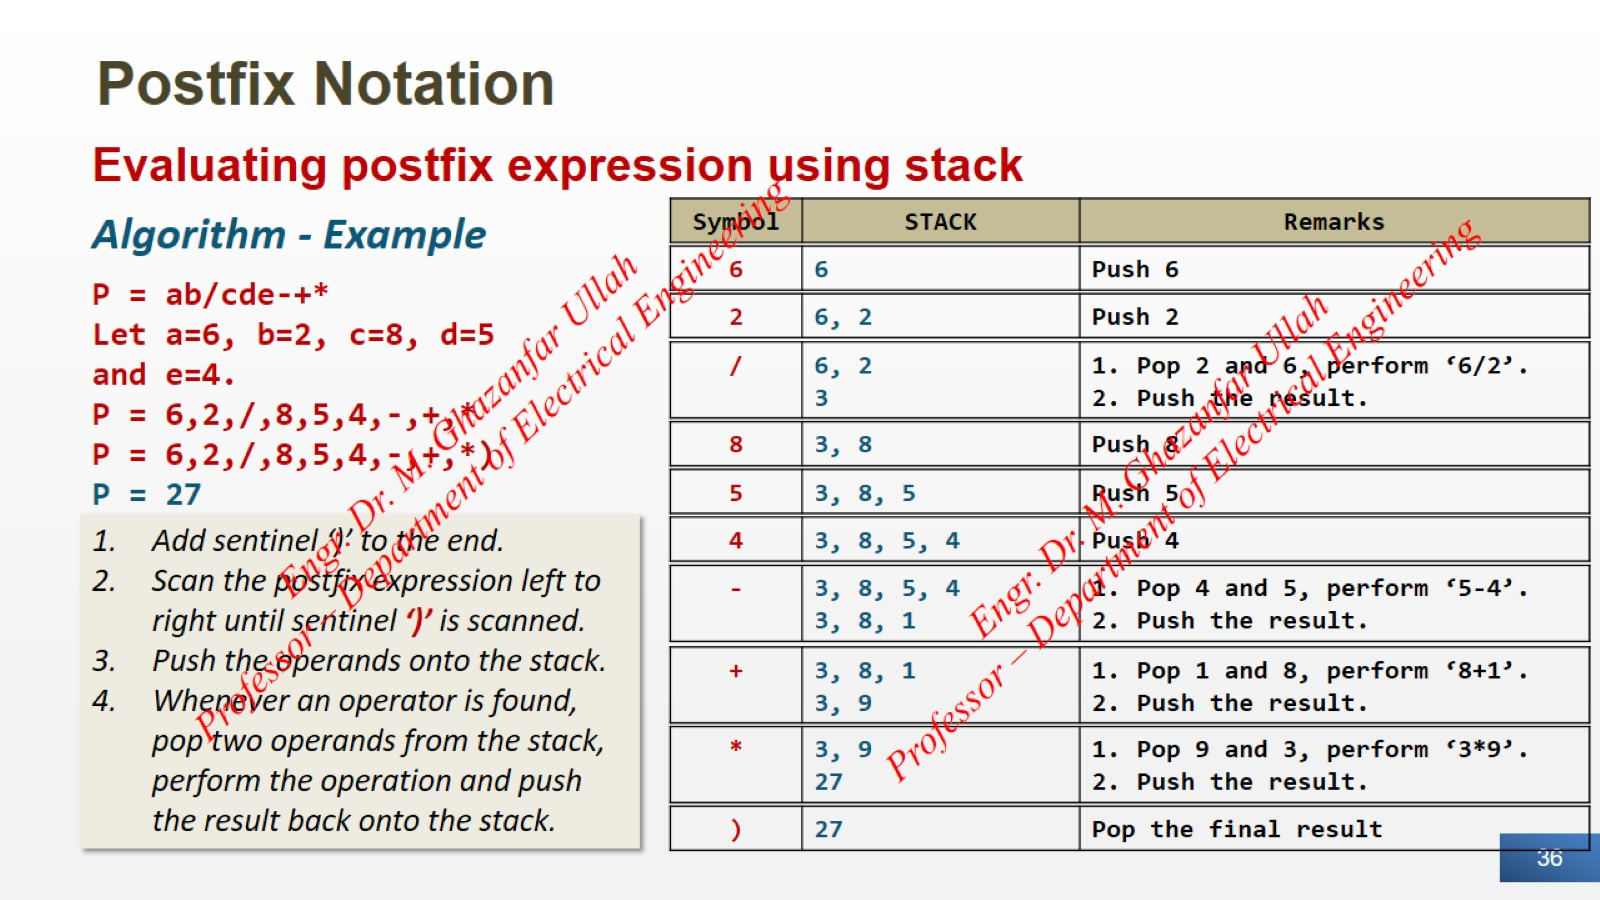 Postfix Notation
Evaluating postfix expression using stack
Algorithm - Example
P = ab/cde-+*
Let a=6, b=2, c=8, d=5
and e=4.
P = 6,2,/,8,5,4,-,+,*
P = 6,2,/,8,5,4,-,+,*)
P = 27
1. Add sentinel ‘)’ to the end.
2. Scan the postfix expression left to
right until sentinel ‘)’ is scanned.
3. Push the operands onto the stack.
4. Whenever an operator is found,
pop two operands from the stack,
perform the operation and push
the result back onto the stack.
Symbol STACK Remarks
6 6 Push 6
2 6, 2 Push 2
/ 6, 2 1. Pop 2 and 6, perform ‘6/2’.
3 2. Push the result.
8 3, 8 Push 8
5 3, 8, 5 Push 5
4 3, 8, 5, 4 Push 4
- 3, 8, 5, 4 1. Pop 4 and 5, perform ‘5-4’.
3, 8, 1 2. Push the result.
+ 3, 8, 1 1. Pop 1 and 8, perform ‘8+1’.
3, 9 2. Push the result.
* 3, 9 1. Pop 9 and 3, perform ‘3*9’.
27 2. Push the result.
) 27 Pop the final result
Engr. Dr. M. Ghazanfar Ullah
Professor – Department of Electrical Engineering
Engr. Dr. M. Ghazanfar Ullah
Professor – Department of Electrical Engineering
36